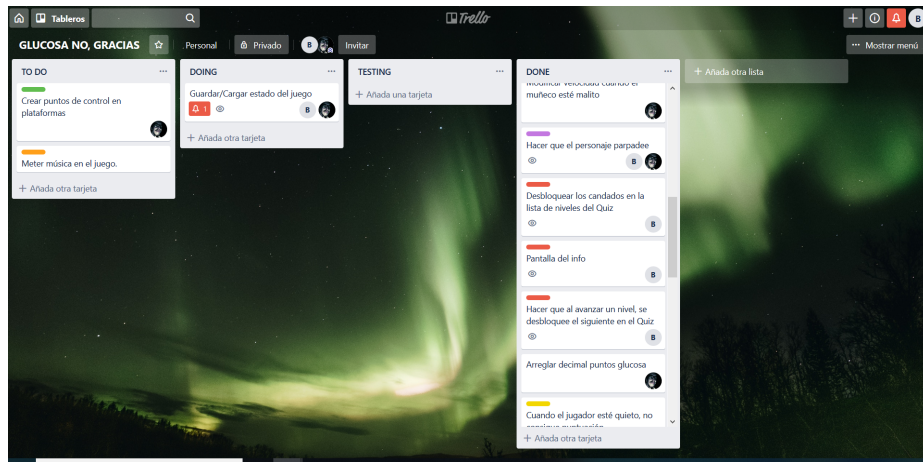 Tableros
Trello
B
GLUCOSA NO, GRACIAS
Personal
Privado
B
Invitar
··· Mostrar menú
TO DO ···
Crear puntos de control en
plataformas
Meter música en el juego.
+ Añada otra tarjeta
DOING ···
Guardar/Cargar estado del juego
1
B
+ Añada otra tarjeta
TESTING ···
+ Añada una tarjeta
DONE ···
Modificar velocidad cuando el
muñeco esté malito
Hacer que el personaje parpadee
B
Desbloquear los candados en la
lista de niveles del Quiz
B
Pantalla del info
B
Hacer que al avanzar un nivel, se
desbloquee el siguiente en el Quiz
B
Arreglar decimal puntos glucosa
Cuando el jugador esté quieto, no
+ Añada otra tarjeta
+ Añada otra lista